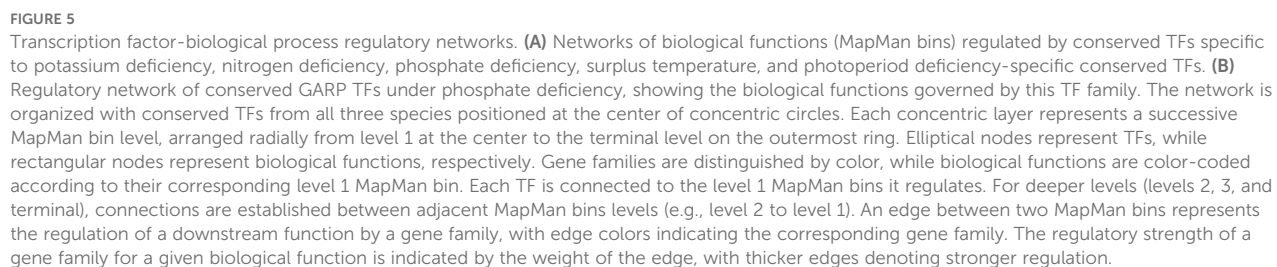 FIGURE 5
Transcription factor-biological process regulatory networks. (A) Networks of biological functions (MapMan bins) regulated by conserved TFs specific
to potassium deficiency, nitrogen deficiency, phosphate deficiency, surplus temperature, and photoperiod deficiency-specific conserved TFs. (B)
Regulatory network of conserved GARP TFs under phosphate deficiency, showing the biological functions governed by this TF family. The network is
organized with conserved TFs from all three species positioned at the center of concentric circles. Each concentric layer represents a successive
MapMan bin level, arranged radially from level 1 at the center to the terminal level on the outermost ring. Elliptical nodes represent TFs, while
rectangular nodes represent biological functions, respectively. Gene families are distinguished by color, while biological functions are color-coded
according to their corresponding level 1 MapMan bin. Each TF is connected to the level 1 MapMan bins it regulates. For deeper levels (levels 2, 3, and
terminal), connections are established between adjacent MapMan bins levels (e.g., level 2 to level 1). An edge between two MapMan bins represents
the regulation of a downstream function by a gene family, with edge colors indicating the corresponding gene family. The regulatory strength of a
gene family for a given biological function is indicated by the weight of the edge, with thicker edges denoting stronger regulation.